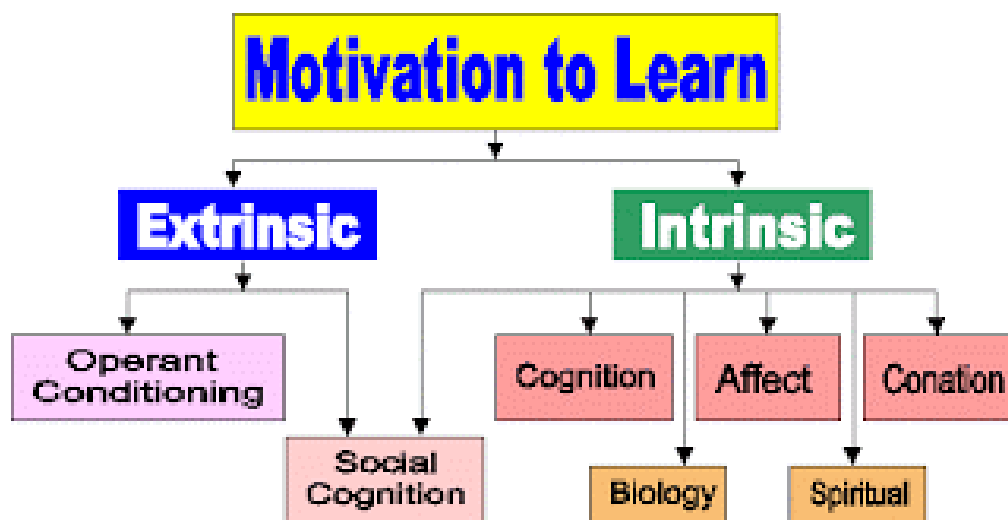 Motivation to Learn
Extrinsic
Intrinsic
Operant
Conditioning
Social
Cognition
Cognition
Affect
Conation
Biology
Spiritual